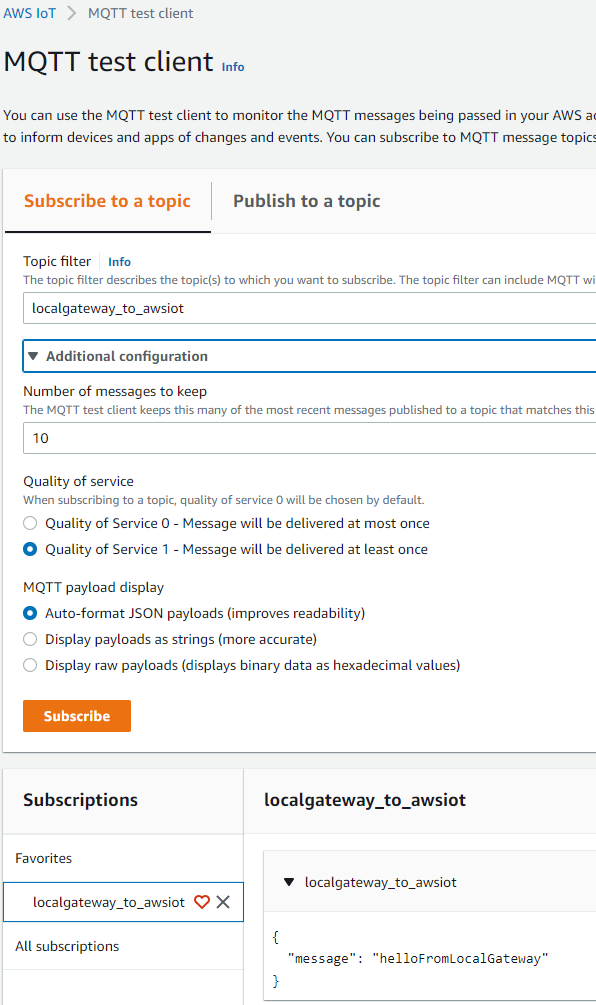 AWS IoT > MQTT test client
MQTT test client Info
You can use the MQTT test client to monitor the MQTT messages being passed in your AWS
to inform devices and apps of changes and events. You can subscribe to MQTT message topics
Subscribe to a topic
Publish to a topic
Topic filter Info
The topic filter describes the topic(s) to which you want to subscribe. The topic filter can include MQTT
localgateway_to_awsiot
Additional configuration
Number of messages to keep
The MQTT test client keeps this many of the most recent messages published to a topic that matches this
10
Quality of service
When subscribing to a topic, quality of service 0 will be chosen by default.
Quality of Service 0 - Message will be delivered at most once
Quality of Service 1 - Message will be delivered at least once
MQTT payload display
Auto-format JSON payloads (improves readability)
Display payloads as strings (more accurate)
Display raw payloads (displays binary data as hexadecimal values)
Subscribe
Subscriptions
Favorites
localgateway_to_awsiot
All subscriptions
localgateway_to_awsiot
localgateway_to_awsiot
{
"message": "helloFromLocalGateway"
}